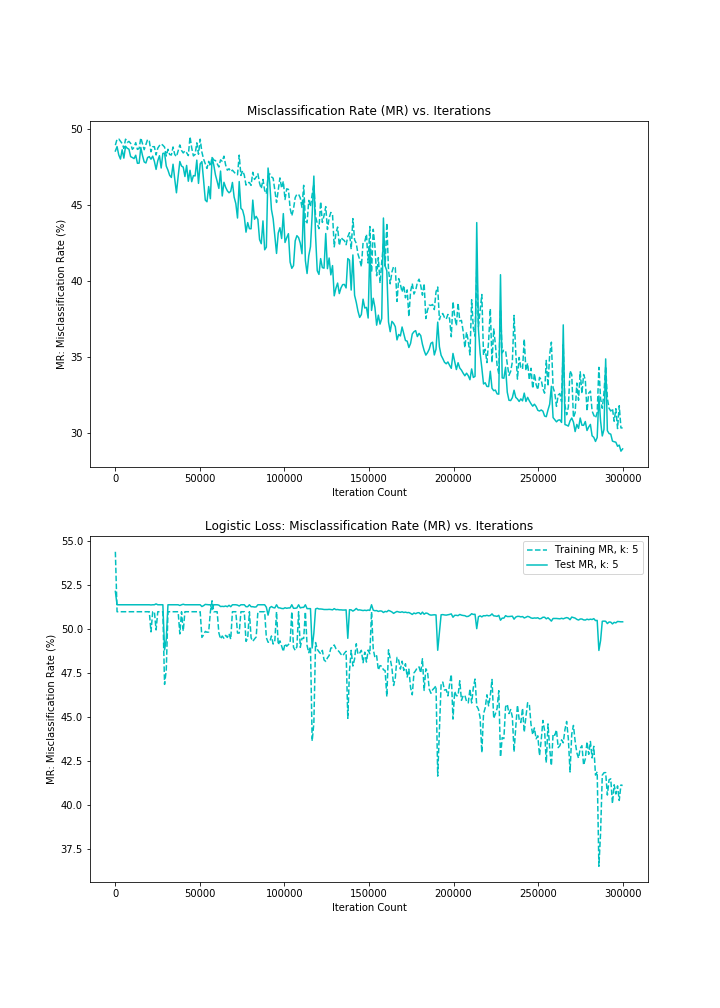 Misclassification Rate (MR) vs. Iterations
MR: Misclassification Rate (%)
50
45
40
35
30
0 50000 100000 150000 200000 250000 300000
Iteration Count
Logistic Loss: Misclassification Rate (MR) vs. Iterations
MR: Misclassification Rate (%)
55.0
52.5
50.0
47.5
45.0
42.5
40.0
37.5
Training MR, k: 5
Test MR, k: 5
0 50000 100000 150000 200000 250000 300000
Iteration Count